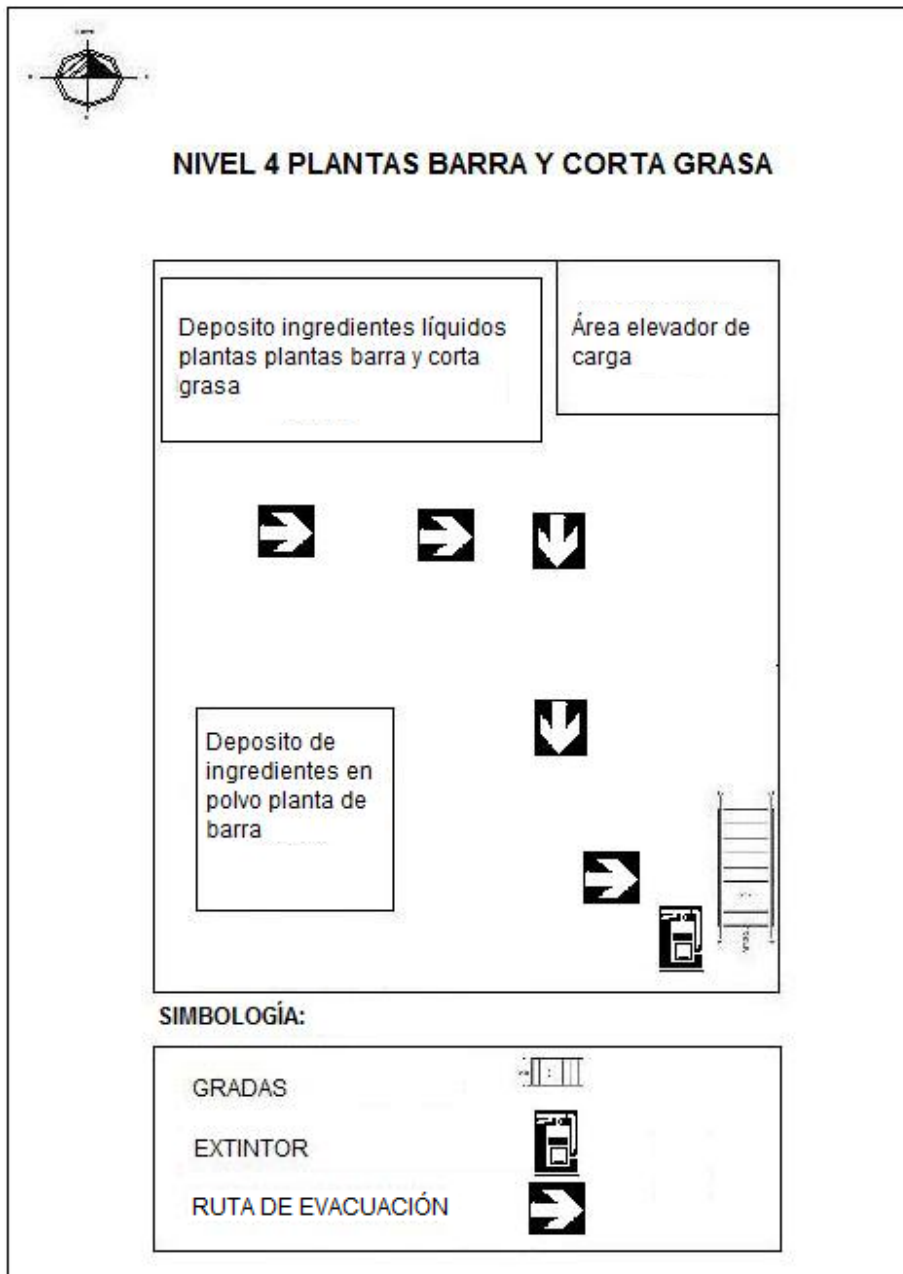 NIVEL 4 PLANTAS BARRA Y CORTA GRASA
Deposito ingredientes líquidos
plantas plantas barra y corta
grasa
Área elevador de
carga
Deposito de
ingredientes en
polvo planta de
barra
SIMBOLOGÍA:
GRADAS
EXTINTOR
RUTA DE EVACUACIÓN